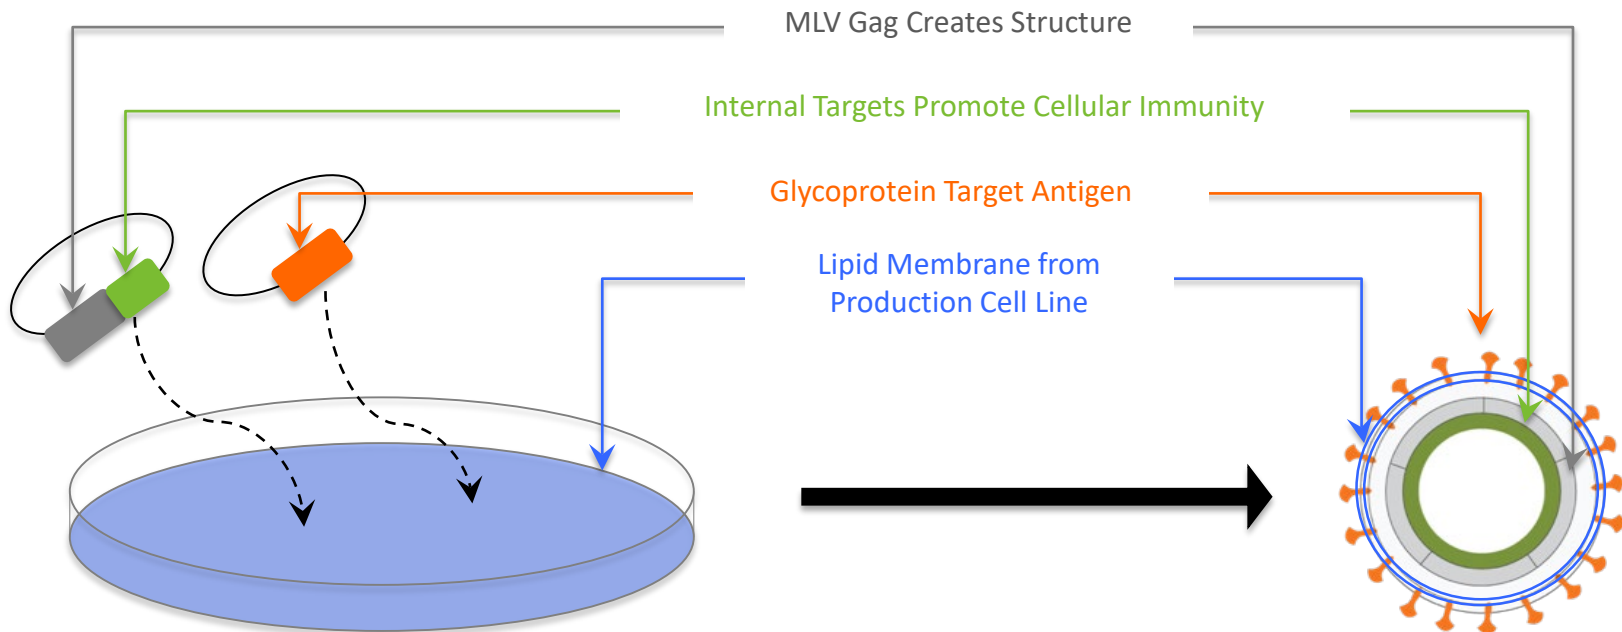 MLV Gag Creates Structure
Internal Targets Promote Cellular Immunity
Glycoprotein Target Antigen
Lipid Membrane from
Production Cell Line